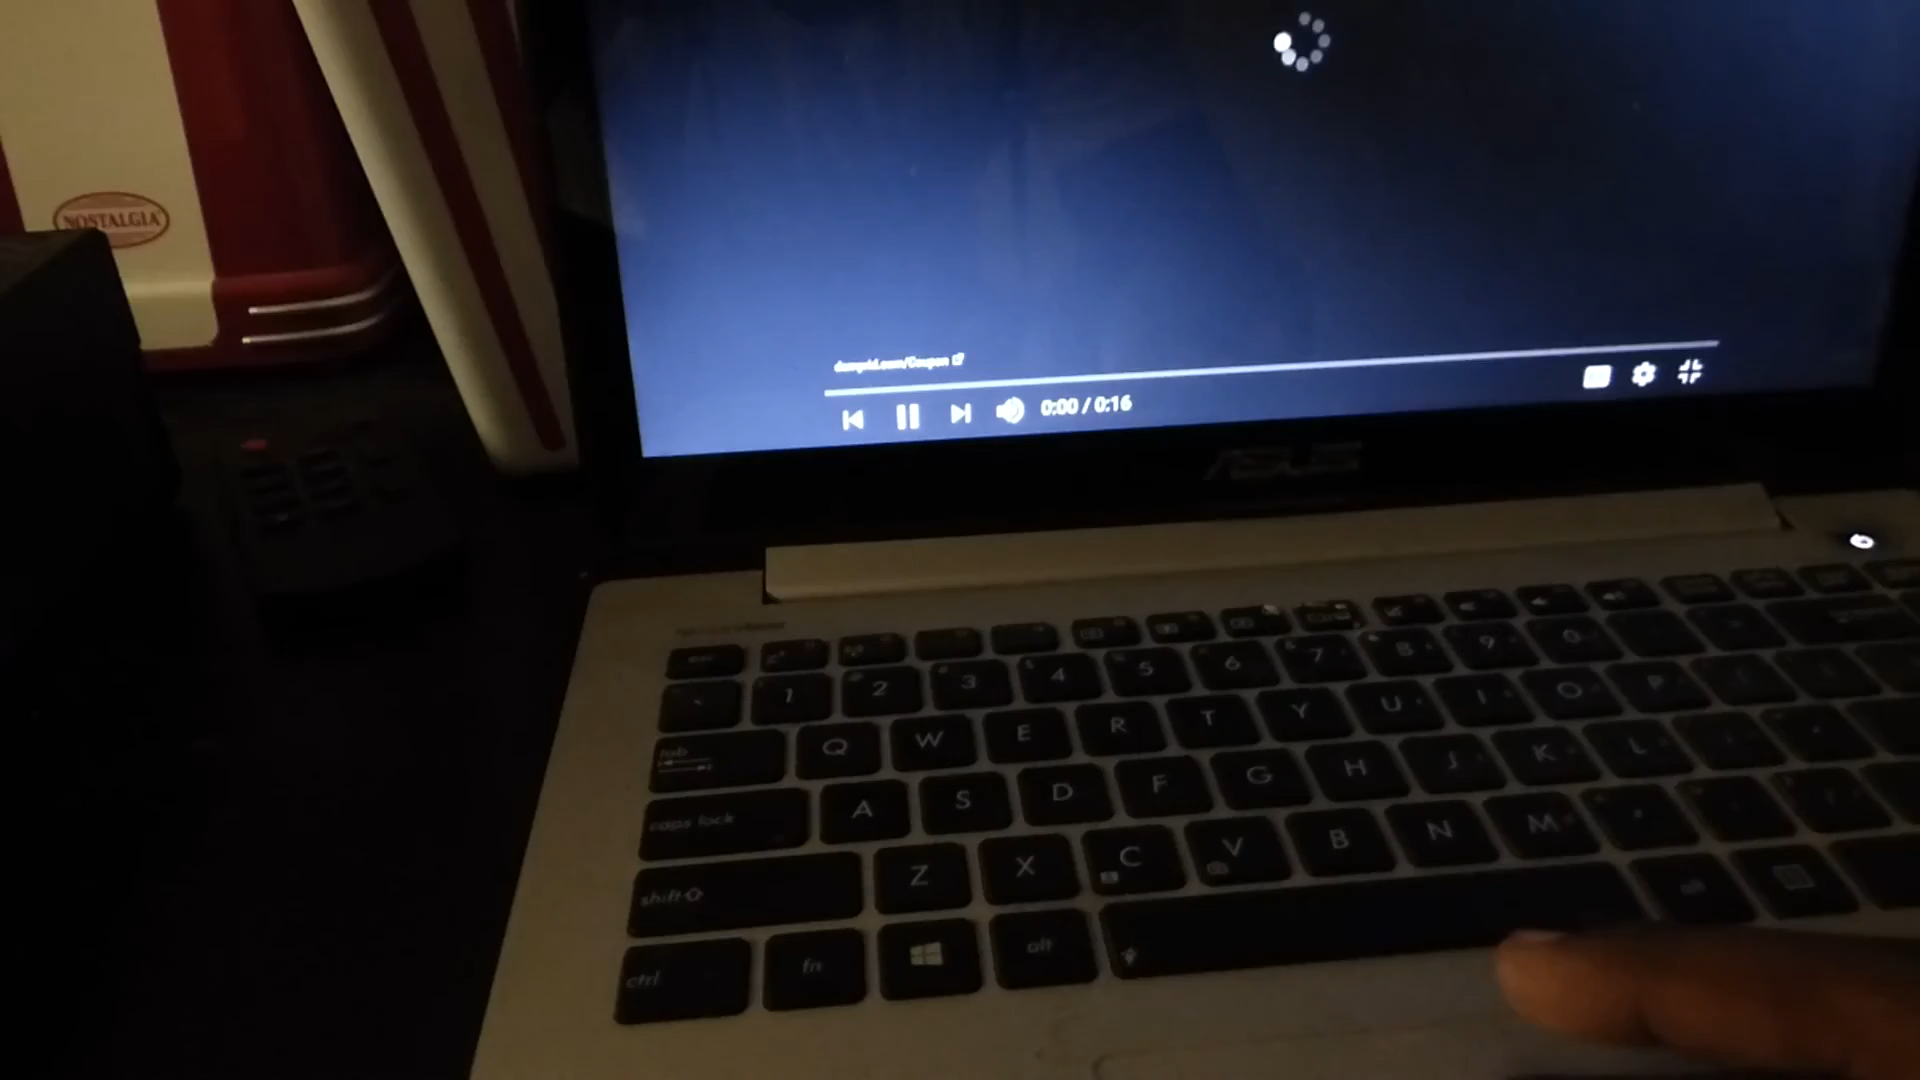 NOSTALGIA
0:00 / 0:16
ASUS
1 2 3 4 5 6 7 8 9 0
tab Q W E R T Y U I O P
caps lock A S D F G H J K L
shift Z X C V B N M
ctrl fn alt alt